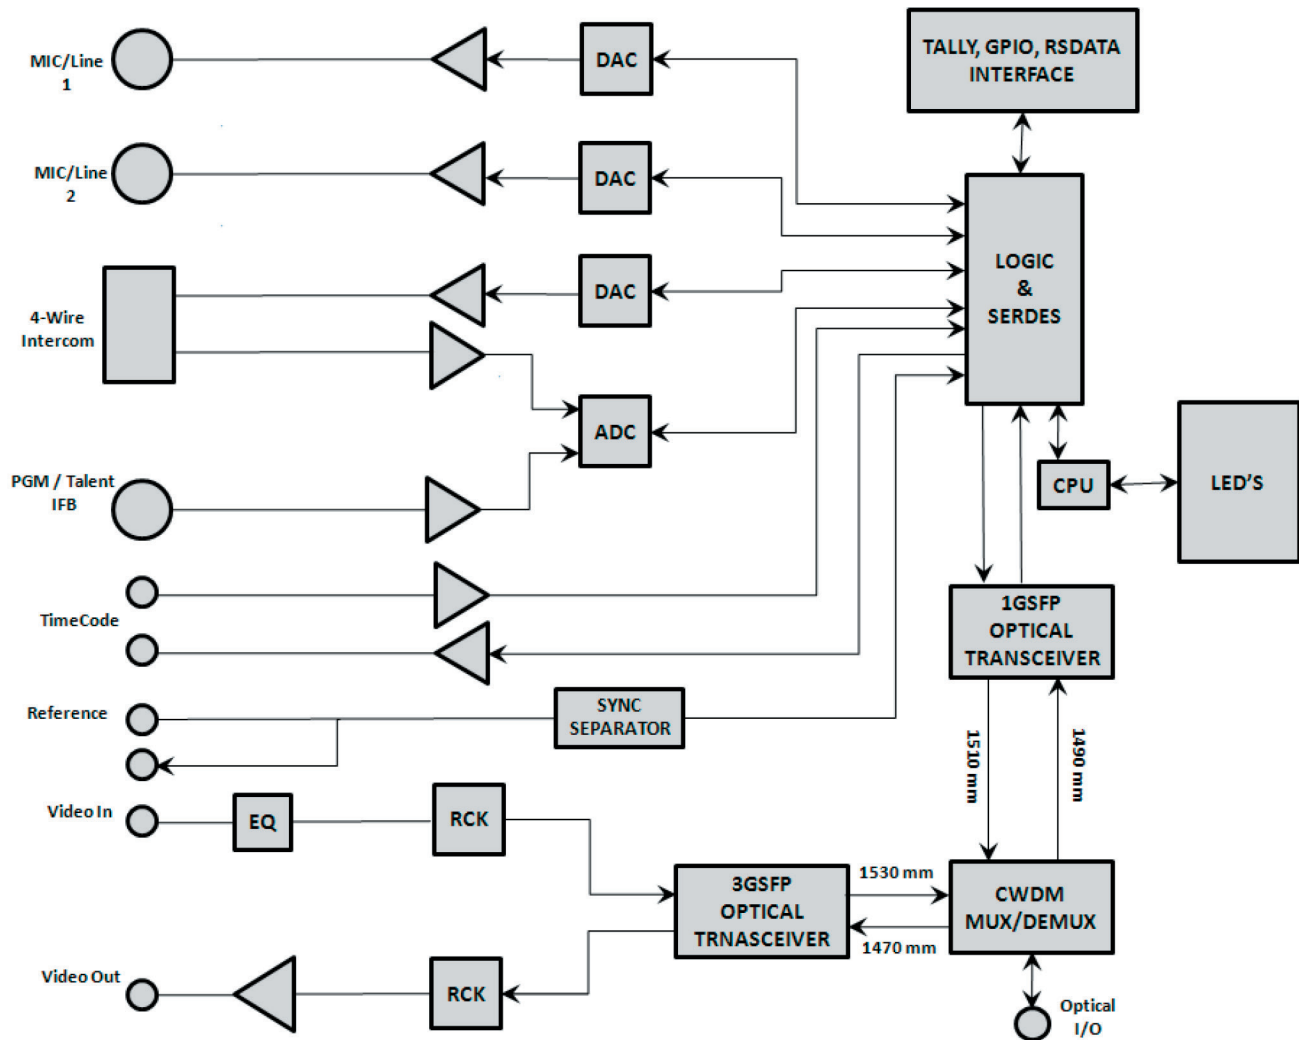 MIC/Line
1
DAC
TALLY, GPIO, RSDATA
INTERFACE
MIC/Line
2
DAC
LOGIC
&
SERDES
4-Wire
Intercom
DAC
ADC
CPU
LED'S
PGM / Talent
IFB
TimeCode
1GSFP
OPTICAL
TRANSCEIVER
Reference
SYNC
SEPARATOR
1510 mm
1490 mm
Video In
EQ
RCK
3GSFP
OPTICAL
TRNASCEIVER
1530 mm
1470 mm
CWDM
MUX/DEMUX
Video Out
RCK
Optical
I/O